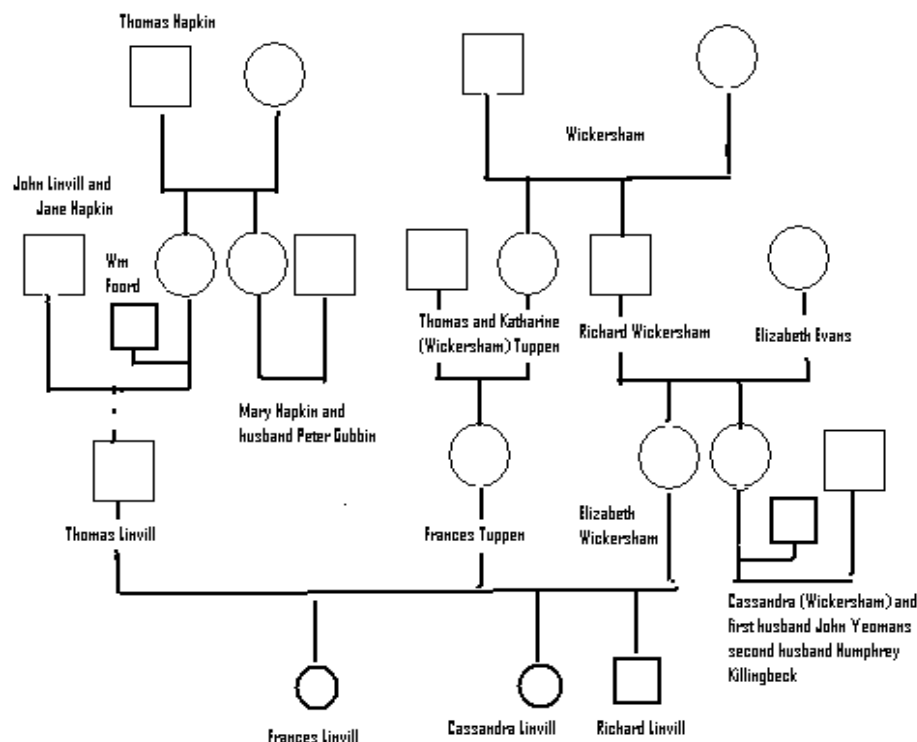 Thomas Hapkin
Wickersham
John Linvill and
Jane Hapkin
Wm
Foord
Thomas and Katharine
(Wickersham) Tuppen
Richard Wickersham
Elizabeth Evans
Mary Hapkin and
husband Peter Gubbin
Thomas Linvill
Frances Tuppen
Elizabeth
Wickersham
Cassandra (Wickersham) and
first husband John Yeomans
second husband Humphrey
Killingbeck
Frances Linvill
Cassandra Linvill
Richard Linvill